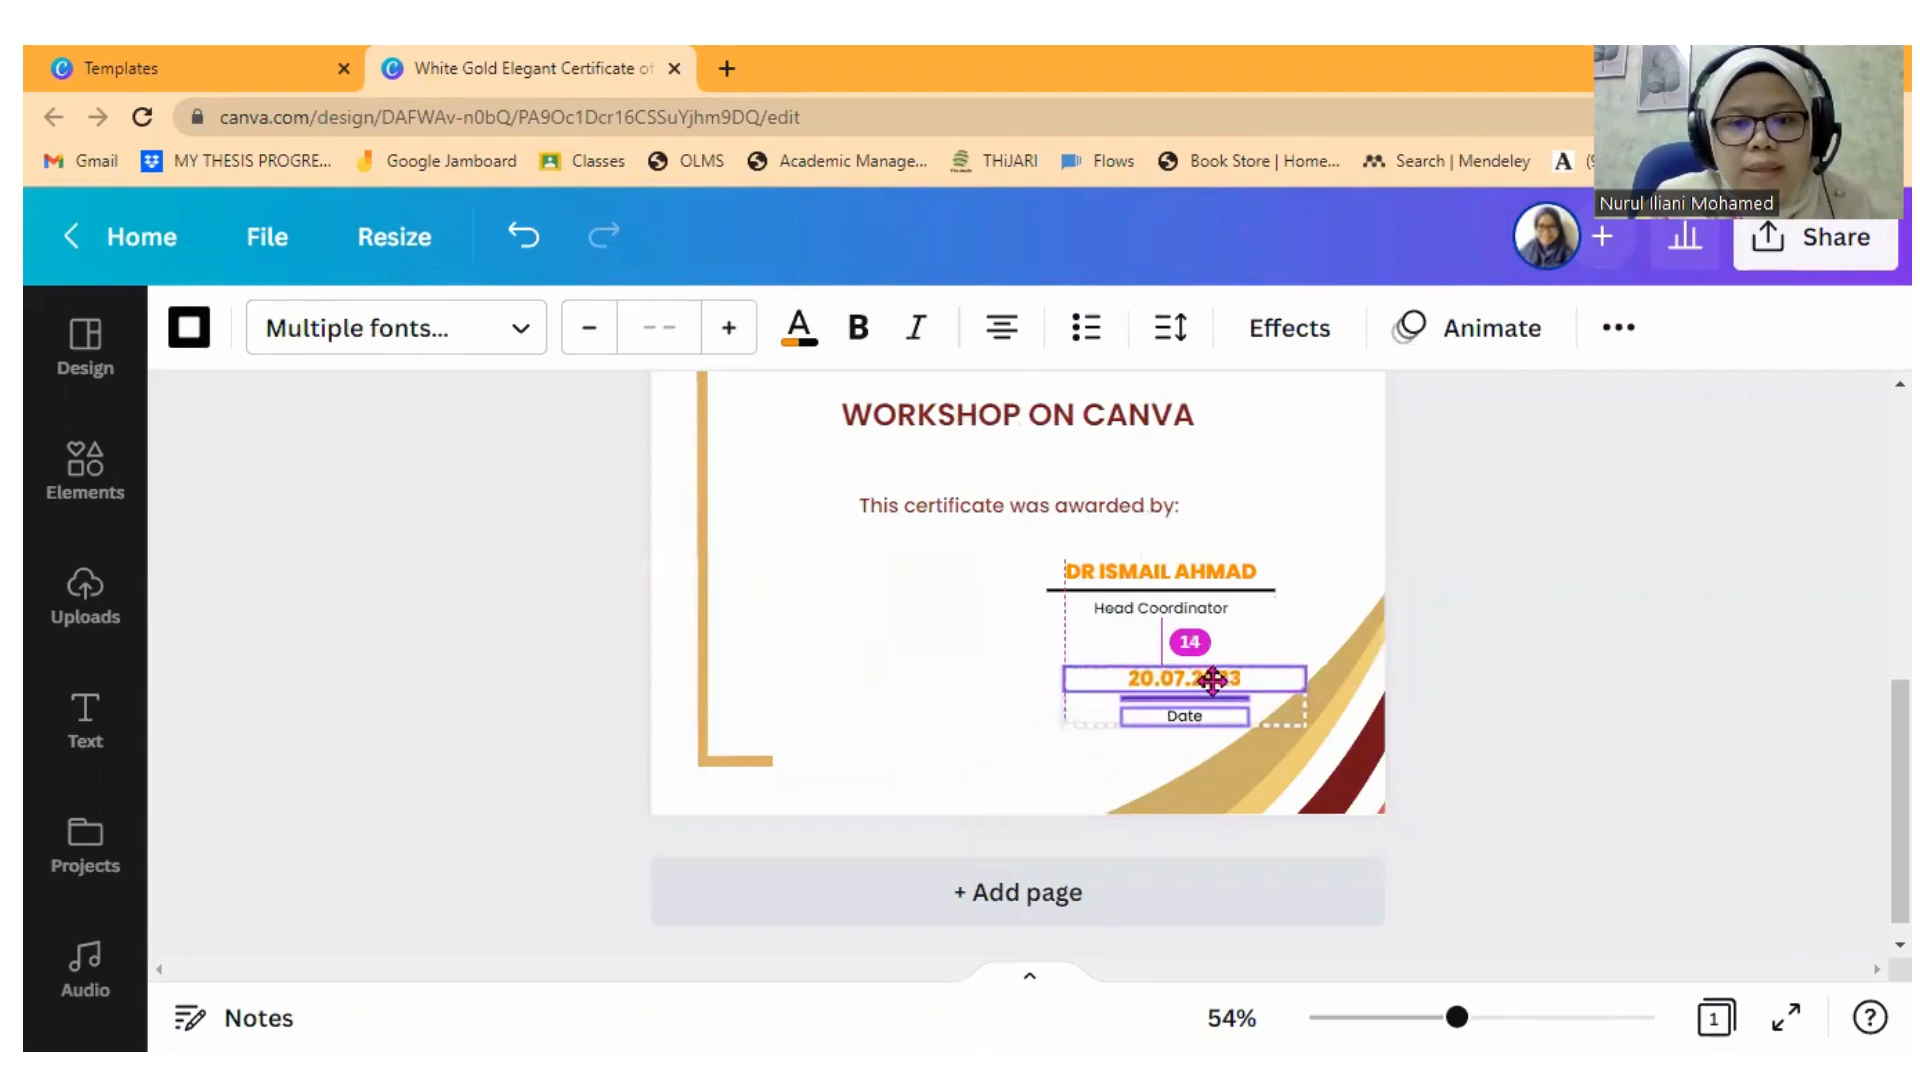 Templates
White Gold Elegant Certificate of
canva.com/design/DAFWAv-n0bQ/PA9Oc1Dcr16CSSuYjhm9DQ/edit
Gmail MY THESIS PROGRE... Google Jamboard Classes OLMS Academic Manage... THiJARI Flows Book Store | Home... Search | Mendeley A
Nurul Iliani Mohamed
Home File Resize Share
Multiple fonts... - -- + A B I Effects Animate
Design
Elements
Uploads
Text
Projects
Audio
WORKSHOP ON CANVA
This certificate was awarded by:
DR ISMAIL AHMAD
Head Coordinator
14
Date
+ Add page
Notes 54% 1 ?